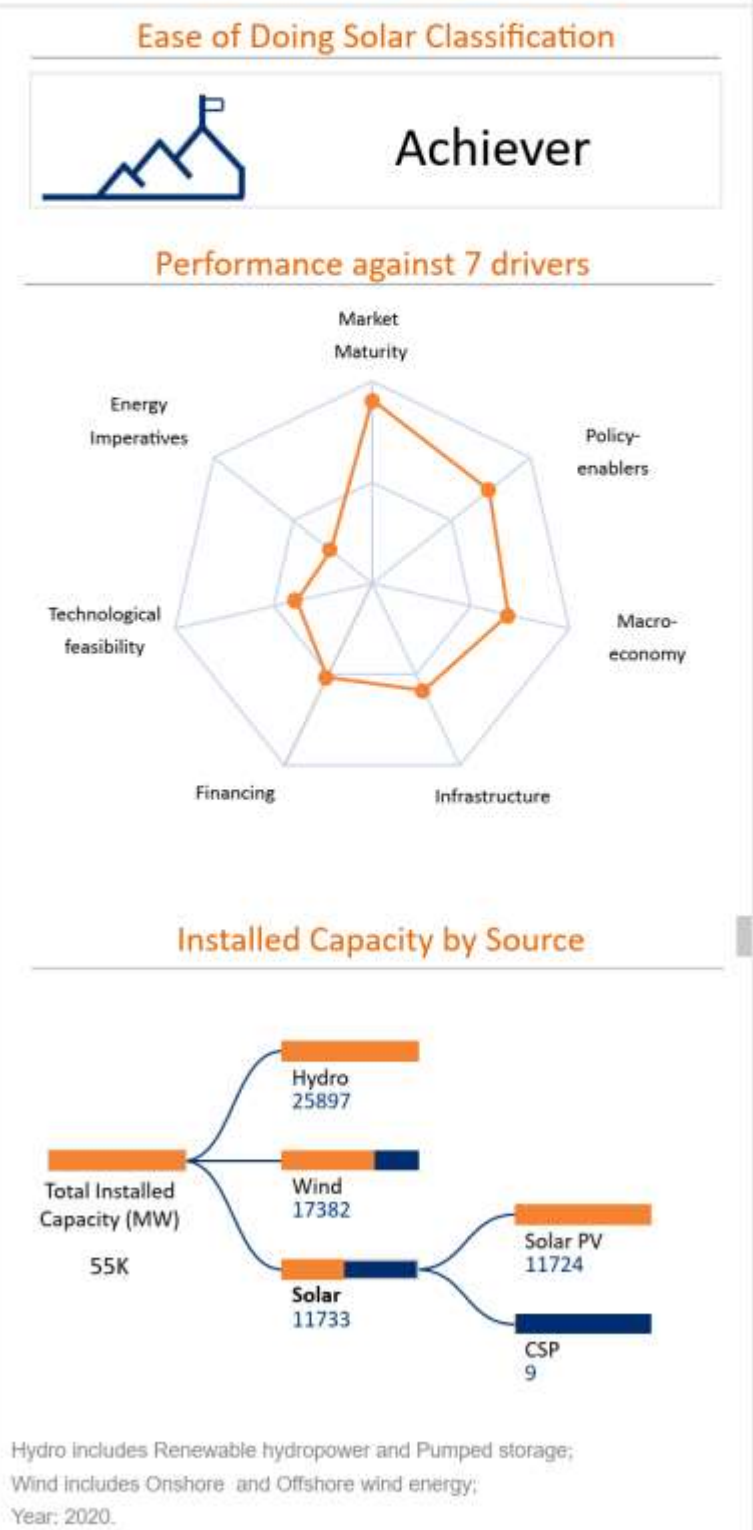 Ease of Doing Solar Classification
Achiever
Performance against 7 drivers
Market
Maturity
Energy
Imperatives
Policy-
enablers
Technological
feasibility
Macro-
economy
Financing
Infrastructure
Installed Capacity by Source
Hydro
25897
Total Installed
Capacity (MW)
55K
Wind
17382
Solar
11733
Solar PV
11724
CSP
9
Hydro includes Renewable hydropower and Pumped storage;
Wind includes Onshore and Offshore wind energy;
Year: 2020.